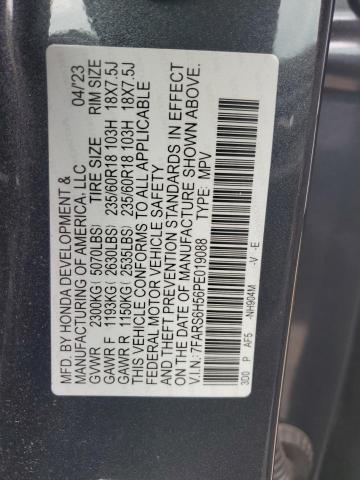 MFD. BY HONDA DEVELOPMENT &
MANUFACTURING OF AMERICA, LLC 04/23
GVWR 2300KG(5070LBS) TIRE SIZE RIM SIZE
GAWR F 1193KG(2630LBS) 235/60R18 103H 18X7.5J
GAWR R 1150KG(2535LBS) 235/60R18 103H 18X7.5J
THIS VEHICLE CONFORMS TO ALL APPLICABLE
FEDERAL MOTOR VEHICLE SAFETY
AND THEFT PREVENTION STANDARDS IN EFFECT
ON THE DATE OF MANUFACTURE SHOWN ABOVE.
V.I.N.:7FARS6H56PE019088 TYPE: MPV
3D0 P AF5 -NH904M -V -E